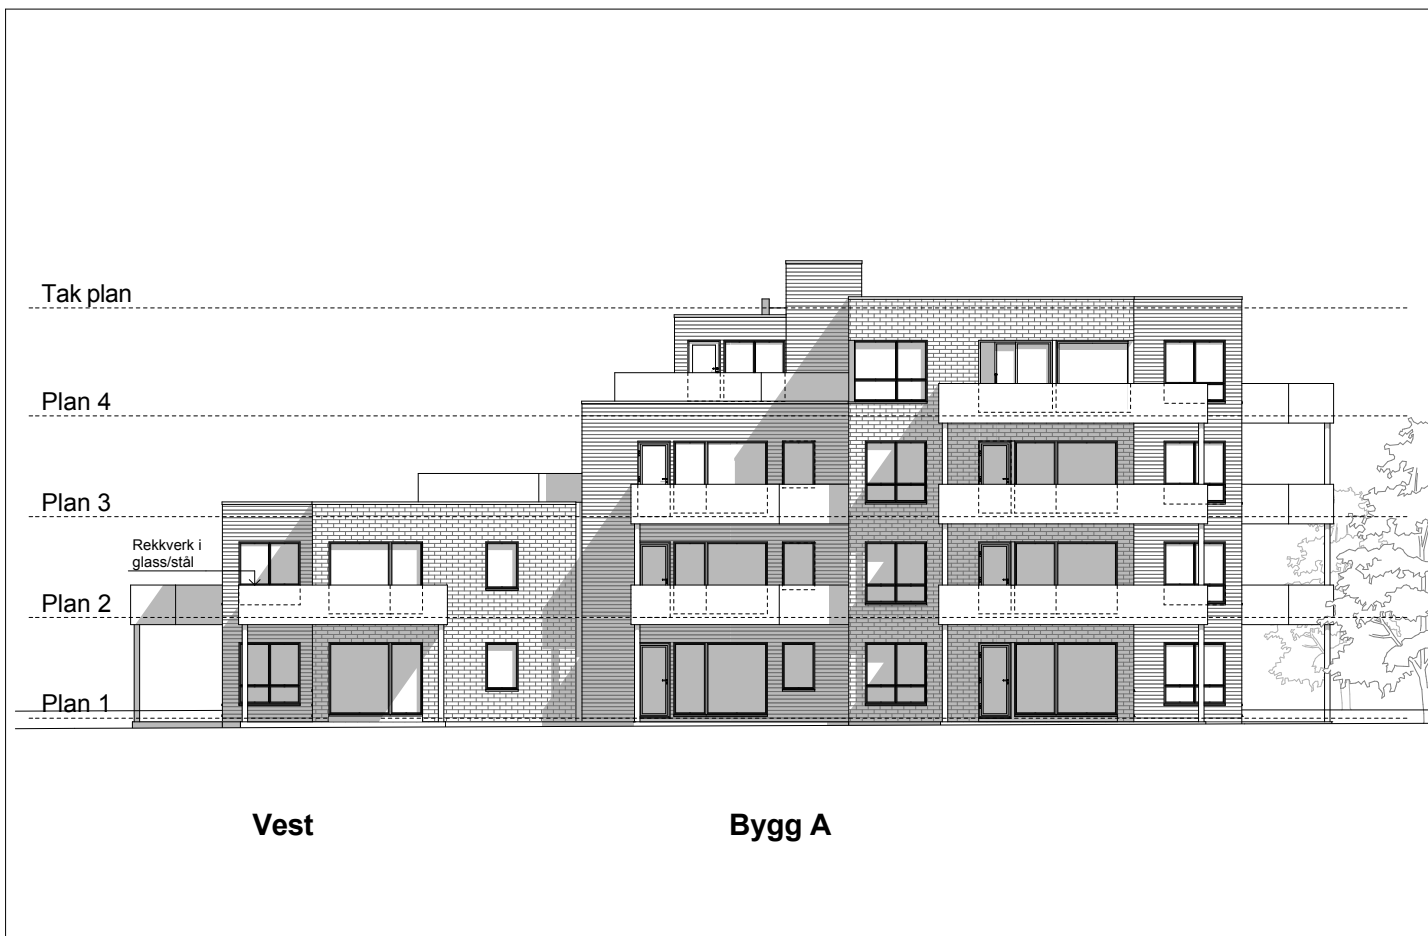 Tak plan
Plan 4
Plan 3
Rekkverk i
glass/stål
Plan 2
Plan 1
Vest
Bygg A